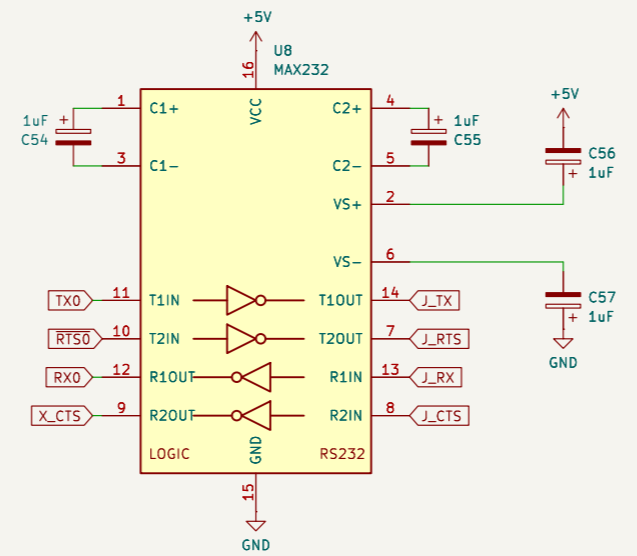 +5V
U8
MAX232
16
VCC
1 C1+
C2+ 4
1uF +
C54
+ 1uF
C55
+5V
3 C1-
C2- 5
C56
+ 1uF
VS+ 2
VS- 6
C57
+ 1uF
GND
TX0 11 T1IN T1OUT 14 J_TX
RTS0 10 T2IN T2OUT 7 J_RTS
RX0 12 R1OUT R1IN 13 J_RX
X_CTS 9 R2OUT R2IN 8 J_CTS
LOGIC GND RS232
15
GND